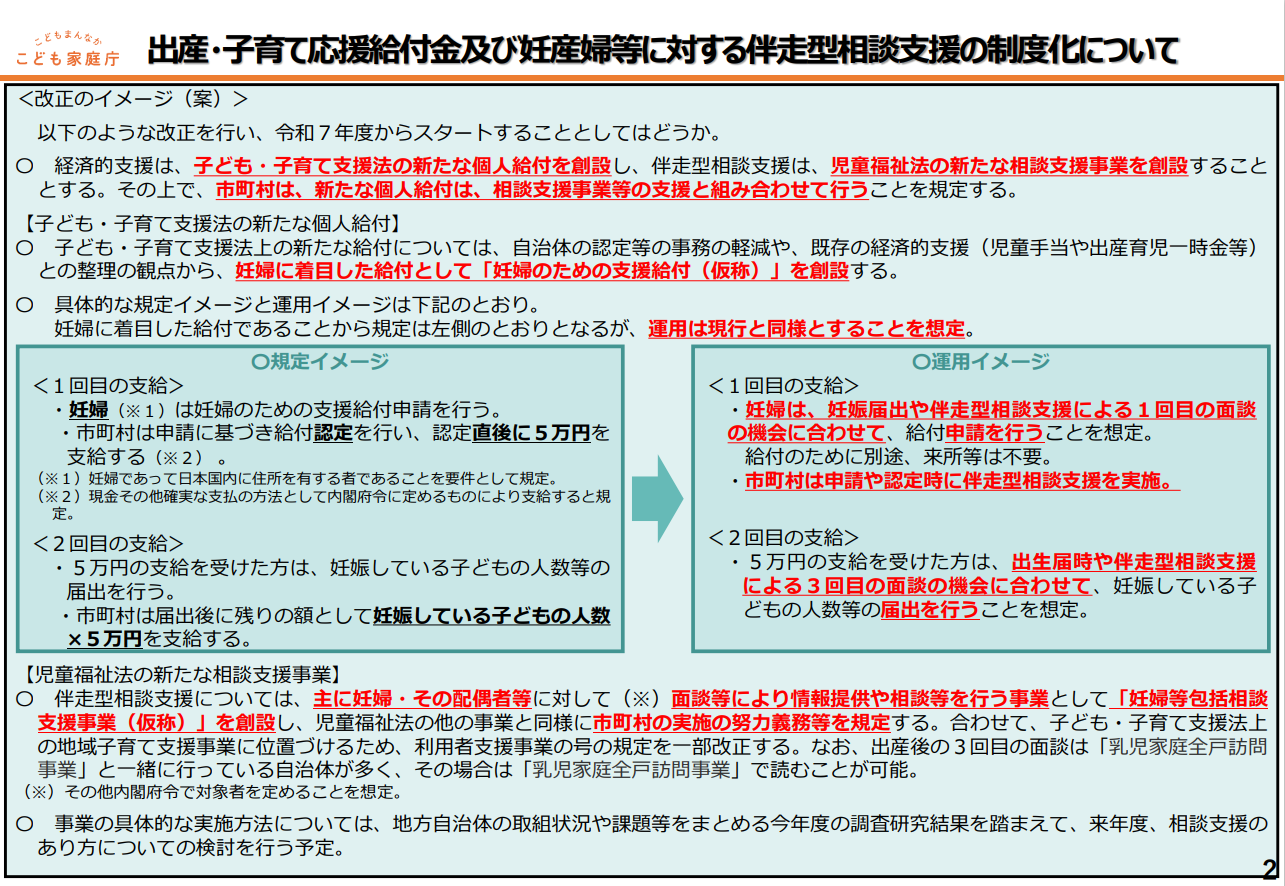 こどもまんなか
こども家庭庁
出産・子育て応援給付金及び妊産婦等に対する伴走型相談支援の制度化について
＜改正のイメージ（案）＞
以下のような改正を行い、令和７年度からスタートすることとしてはどうか。
〇　経済的支援は、子ども・子育て支援法の新たな個人給付を創設し、伴走型相談支援は、児童福祉法の新たな相談支援事業を創設すること
とする。その上で、市町村は、新たな個人給付は、相談支援事業等の支援と組み合わせて行うことを規定する。
【子ども・子育て支援法の新たな個人給付】
〇　子ども・子育て支援法上の新たな給付については、自治体の認定等の事務の軽減や、既存の経済的支援（児童手当や出産育児一時金等）
との整理の観点から、妊婦に着目した給付として「妊婦のための支援給付（仮称）」を創設する。
〇　具体的な規定イメージと運用イメージは下記のとおり。
妊婦に着目した給付であることから規定は左側のとおりとなるが、運用は現行と同様とすることを想定。
〇規定イメージ
＜１回目の支給＞
・妊婦（※１）は妊婦のための支援給付申請を行う。
・市町村は申請に基づき給付認定を行い、認定直後に５万円を
支給する（※２）。
（※１）妊婦であって日本国内に住所を有する者であることを要件として規定。
（※２）現金その他確実な支払の方法として内閣府令に定めるものにより支給すると規
定。
＜２回目の支給＞
・５万円の支給を受けた方は、妊娠している子どもの人数等の
届出を行う。
・市町村は届出後に残りの額として妊娠している子どもの人数
×５万円を支給する。
〇運用イメージ
＜１回目の支給＞
・妊婦は、妊娠届出や伴走型相談支援による１回目の面談
の機会に合わせて、給付申請を行うことを想定。
給付のために別途、来所等は不要。
・市町村は申請や認定時に伴走型相談支援を実施。
＜２回目の支給＞
・５万円の支給を受けた方は、出生届時や伴走型相談支援
による３回目の面談の機会に合わせて、妊娠している子
どもの人数等の届出を行うことを想定。
【児童福祉法の新たな相談支援事業】
〇　伴走型相談支援については、主に妊婦・その配偶者等に対して（※）面談等により情報提供や相談等を行う事業として「妊婦等包括相談
支援事業（仮称）」を創設し、児童福祉法の他の事業と同様に市町村の実施の努力義務等を規定する。合わせて、子ども・子育て支援法上
の地域子育て支援事業に位置づけるため、利用者支援事業の号の規定を一部改正する。なお、出産後の３回目の面談は「乳児家庭全戸訪問
事業」と一緒に行っている自治体が多く、その場合は「乳児家庭全戸訪問事業」で読むことが可能。
（※）その他内閣府令で対象者を定めることを想定。
〇　事業の具体的な実施方法については、地方自治体の取組状況や課題等をまとめる今年度の調査研究結果を踏まえて、来年度、相談支援の
あり方についての検討を行う予定。
2